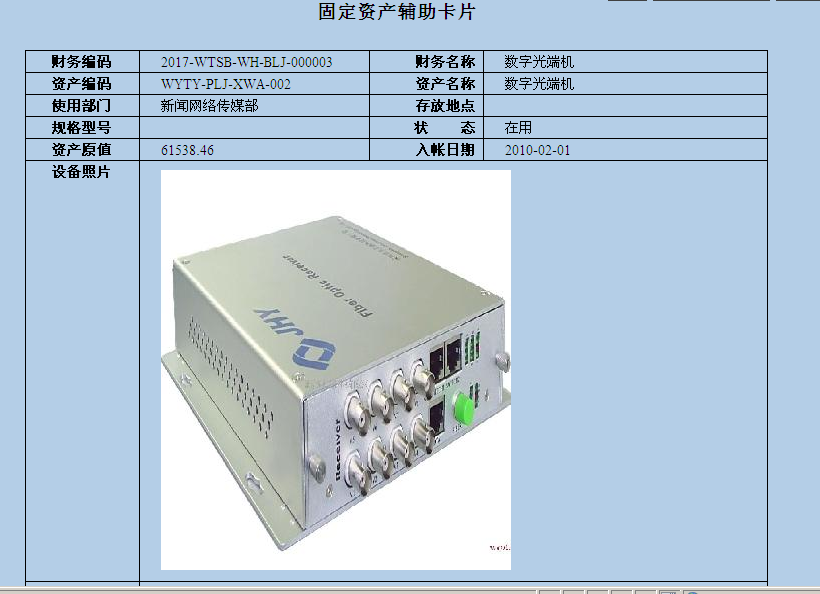 固定资产辅助卡片
财务编码 2017-WTSB-WH-BLJ-000003 财务名称 数字光端机
资产编码 WYTY-PLJ-XWA-002 资产名称 数字光端机
使用部门 新闻网络传媒部 存放地点
规格型号 状 态 在用
资产原值 61538.46 入帐日期 2010-02-01
设备照片
Fiber Optic Receiver
JHY
Receiver